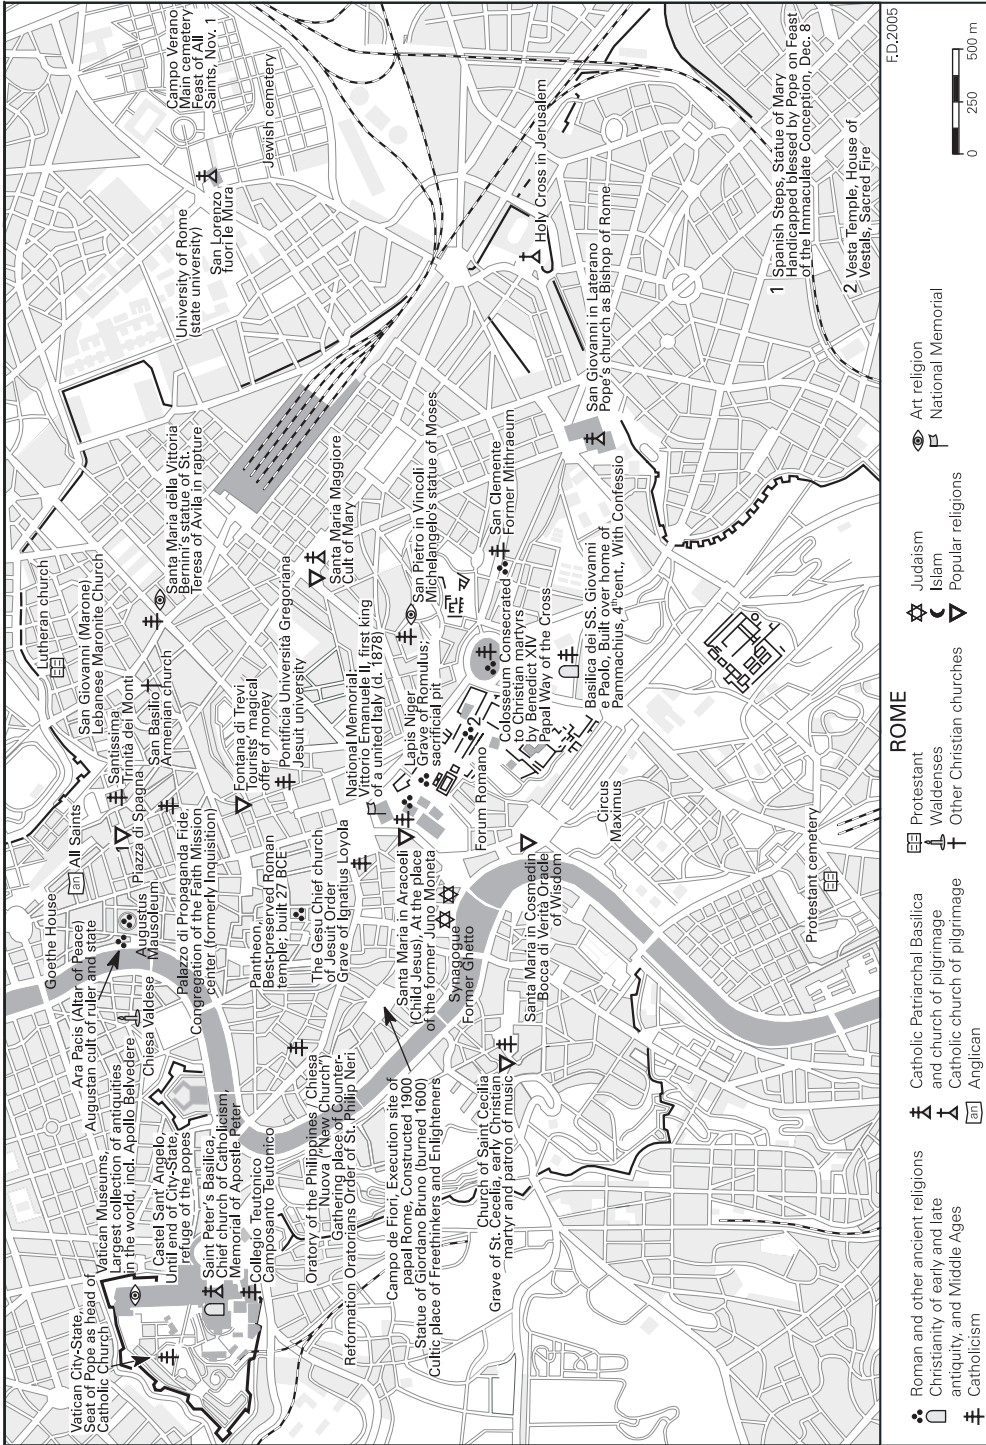 Vatican City-State,
Seat of Pope as head of
Catholic Church
Vatican Museums,
Largest collection of antiquities
in the world, incl. Apollo Belvedere
Castel Sant' Angelo,
Until end of City-State,
refuge of the popes
Saint Peter's Basilica,
Chief church of Catholicism,
Memorial of Apostle Peter
Collegio Teutonico
Camposanto Teutonico
Oratory of the Philippines / Chiesa
Nuova ("New Church")
Gathering place of Counter-
Reformation Oratorians Order of St. Phillip Neri
Campo de Fiori, Execution site of
papal Rome, Constructed 1900
Statue of Giordano Bruno (burned 1600)
Cultic place of Freethinkers and Enlighteners
Church of Saint Cecilia
Grave of St. Cecelia, early Christian
martyr and patron of music
Goethe House
Ara Pacis (Altar of Peace)
Augustan cult of ruler and state
Chiesa Valdese
Augustus
Mausoleum
an
All Saints
1
Piazza di Spagna
Santissima
Trinità dei Monti
Palazzo di Propaganda Fide,
Congregation of the Faith Mission
center (formerly Inquisition)
Pantheon,
Best-preserved Roman
temple; built 27 BCE
The Gesu Chief church
of Jesuit Order
Grave of Ignatius Loyola
Santa Maria in Aracoeli
(Child Jesus), At the place
of the former Juno Moneta
Synagogue
Former Ghetto
Santa Maria in Cosmedin
Bocca di Verità Oracle
of Wisdom
Protestant cemetery
Lutheran church
San Giovanni (Marone)
Lebanese Maronite Church
San Basilio
Armenian church
Fontana di Trevi
Tourists' magical
offer of money
Pontificia Università Gregoriana
Jesuit university
National Memorial:
Vittorio Emanuele II, first king
of a united Italy (d. 1878)
Lapis Niger
Grave of Romulus;
sacrificial pit
Forum Romano
2
Circus
Maximus
Santa Maria della Vittoria
Bernini's statue of St.
Teresa of Avila in rapture
Santa Maria Maggiore
Cult of Mary
San Pietro in Vincoli
Michelangelo's statue of Moses
San Clemente
Former Mithraeum
Colosseum Consecrated
to Christian martyrs
by Benedict XIV
Papal Way of the Cross
Basilica dei SS. Giovanni
e Paolo, Built over home of
Pammachius, 4th cent., With Confessio
San Giovanni in Laterano
Pope's church as Bishop of Rome
Holy Cross in Jerusalem
University of Rome
(state university)
San Lorenzo
fuori le Mura
Campo Verano
Main cemetery
Feast of All
Saints, Nov. 1
Jewish cemetery
1 Spanish Steps, Statue of Mary
Handicapped blessed by Pope on Feast
of the Immaculate Conception, Dec. 8
2 Vesta Temple, House of
Vestals, Sacred Fire
ROME
F.D.2005
Roman and other ancient religions
Christianity of early and late
antiquity, and Middle Ages
Catholicism
Catholic Patriarchal Basilica
and church of pilgrimage
Catholic church of pilgrimage
an Anglican
Protestant
Waldenses
Other Christian churches
Judaism
Islam
Popular religions
Art religion
National Memorial
0 250 500 m